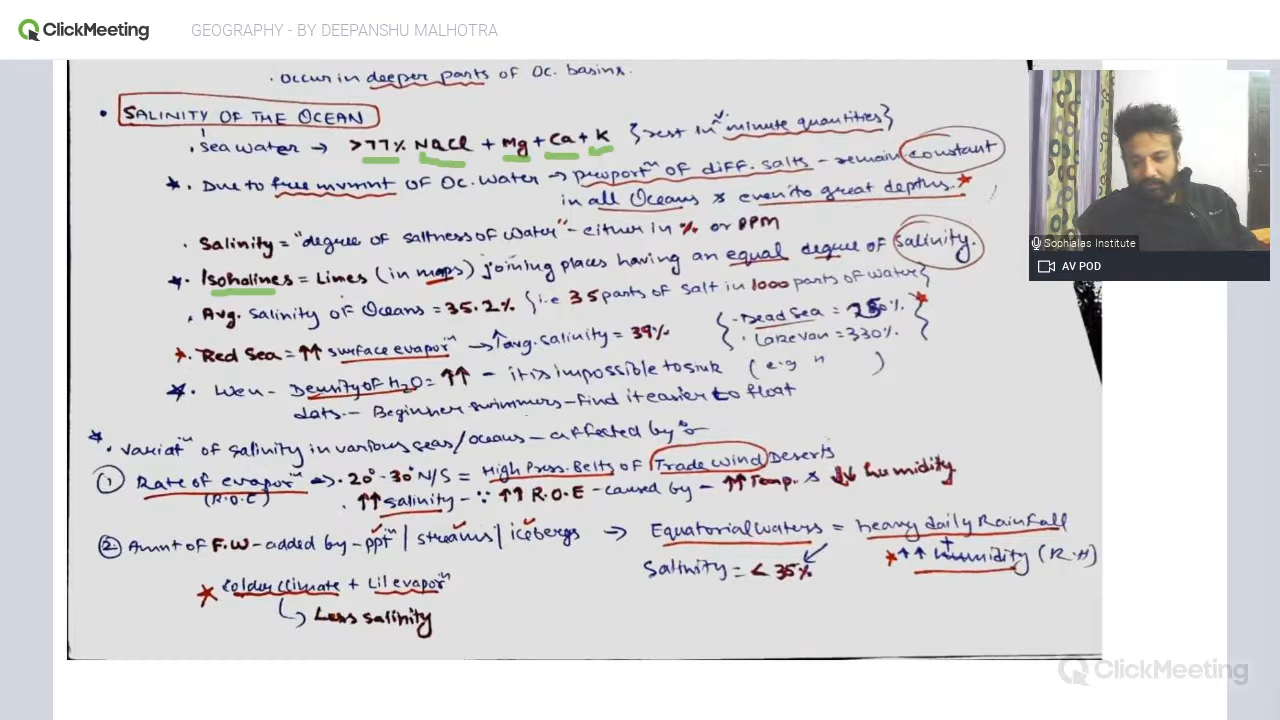 ClickMeeting GEOGRAPHY - BY DEEPANSHU MALHOTRA
. Occur in deeper parts of Oc. basins.
• SALINITY OF THE OCEAN
. Sea water → >77% NaCl + Mg + Ca + K {rest in minute quantities}
. Due to free mvmnt of Oc. Water → proportn of diff. salts - remain constant
in all Oceans & even to great depths.
. Salinity = "degree of saltness of water" - either in % or PPM
. Isohalines = Limes (in maps) joining places having an equal degree of Salinity.
. Avg. Salinity of Oceans = 35.2% {i.e 35 parts of salt in 1000 parts of water}
. Red Sea = ↑↑ surface evaporn → ↑avg. salinity = 39%
. Dead Sea = 250%.
. Lake Van = 330%.
. Wen - Density of H2O = ↑↑ - it is impossible to sink (e.g " )
dats. - Beginner swimmers - find it easier to float
. Variatn of salinity in various seas/oceans - affected by :-
① Rate of evaporn → . 20°-30° N/S = High Press. Belts of Trade Wind Deserts
(R.O.E) . ↑↑ Salinity - ∵ ↑↑ R.O.E - caused by - ↑↑ Temp. & ↓↓ humidity
② Amnt of F.W - added by - pptn / streams / icebergs → Equatorial waters = heavy daily Rainfall
+
Salinity = < 35% ↑↑ humidity (R.H)
Colder climate + Lil evaporn
↳ Less salinity
Sophialas Institute
AV POD
ClickMeeting